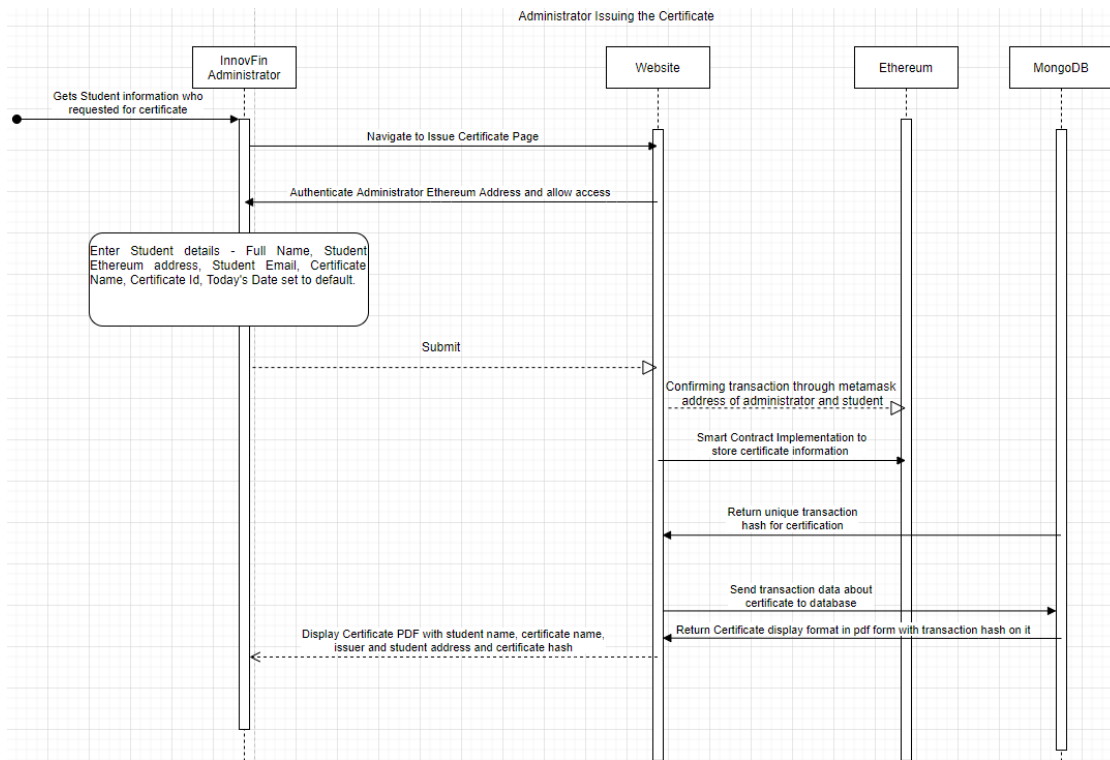 Administrator Issuing the Certificate
InnovFin
Administrator
Website
Ethereum
MongoDB
Gets Student information who
requested for certificate
Navigate to Issue Certificate Page
Authenticate Administrator Ethereum Address and allow access
Enter Student details - Full Name, Student
Ethereum address, Student Email, Certificate
Name, Certificate Id, Today's Date set to default.
Submit
Confirming transaction through metamask
address of administrator and student
Smart Contract Implementation to
store certificate information
Return unique transaction
hash for certification
Send transaction data about
certificate to database
Return Certificate display format in pdf form with transaction hash on it
Display Certificate PDF with student name, certificate name,
issuer and student address and certificate hash